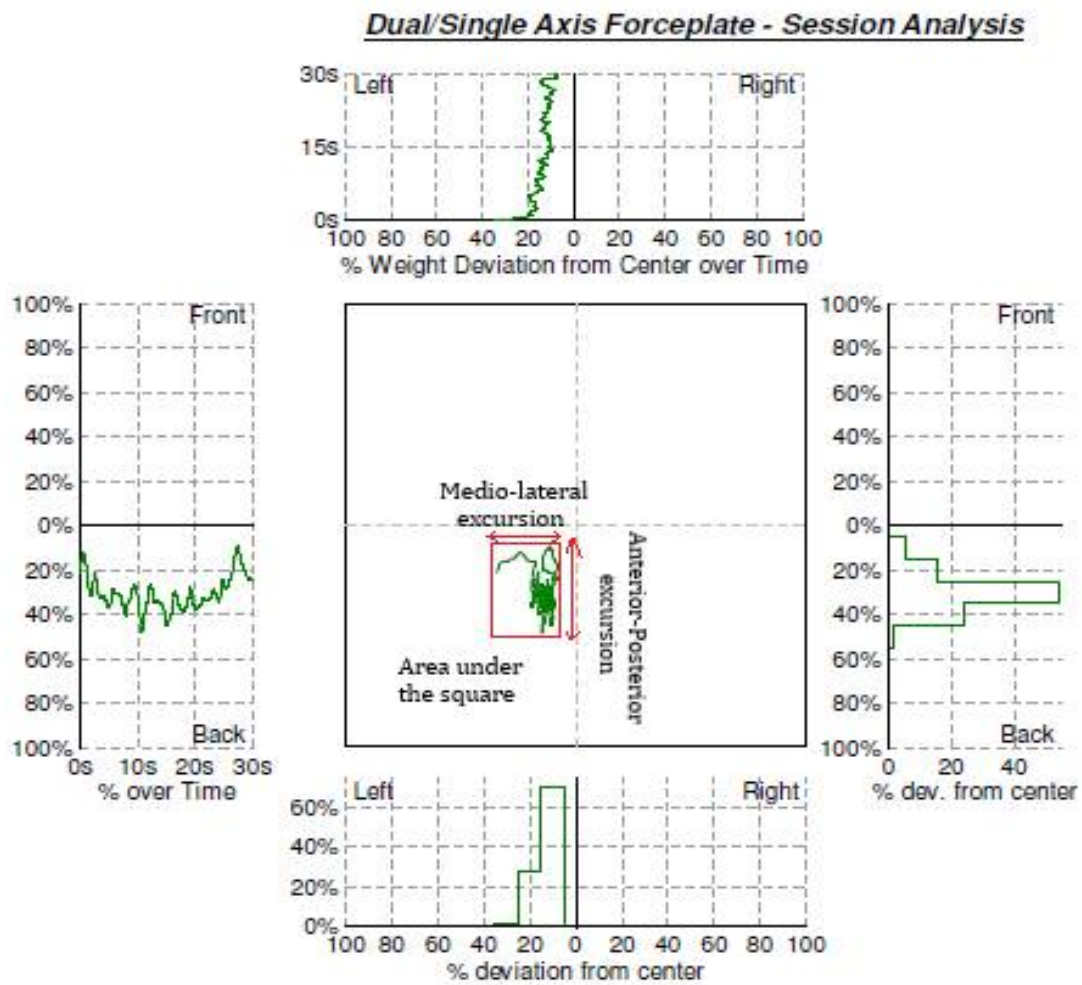 Dual/Single Axis Forceplate - Session Analysis
30s
Left
Right
15s
0s
100 80 60 40 20 0 20 40 60 80 100
% Weight Deviation from Center over Time
100%
Front
80%
60%
40%
20%
0%
20%
40%
60%
80%
100%
Back
0s 10s 20s 30s
% over Time
Medio-lateral
excursion
Anterior-Posterior
excursion
Area under
the square
100%
Front
80%
60%
40%
20%
0%
20%
40%
60%
80%
100%
Back
0 20 40
% dev. from center
Left
Right
60%
40%
20%
0%
100 80 60 40 20 0 20 40 60 80 100
% deviation from center